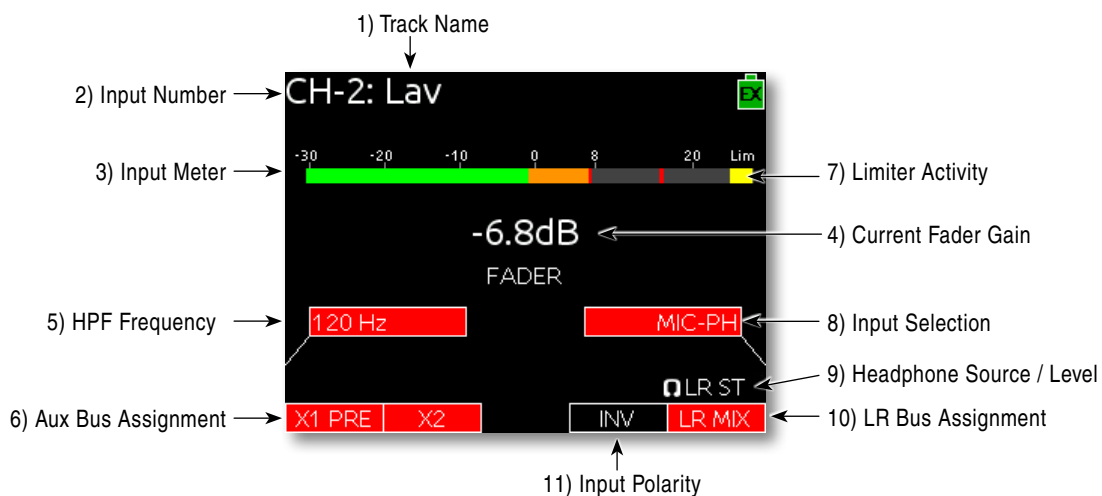 1) Track Name
2) Input Number
CH-2: Lav
EX
3) Input Meter
-30 -20 -10 0 8 20 Lim
7) Limiter Activity
-6.8dB
4) Current Fader Gain
FADER
5) HPF Frequency
120 Hz
MIC-PH
8) Input Selection
LR ST
9) Headphone Source / Level
6) Aux Bus Assignment
X1 PRE X2 INV LR MIX
10) LR Bus Assignment
11) Input Polarity